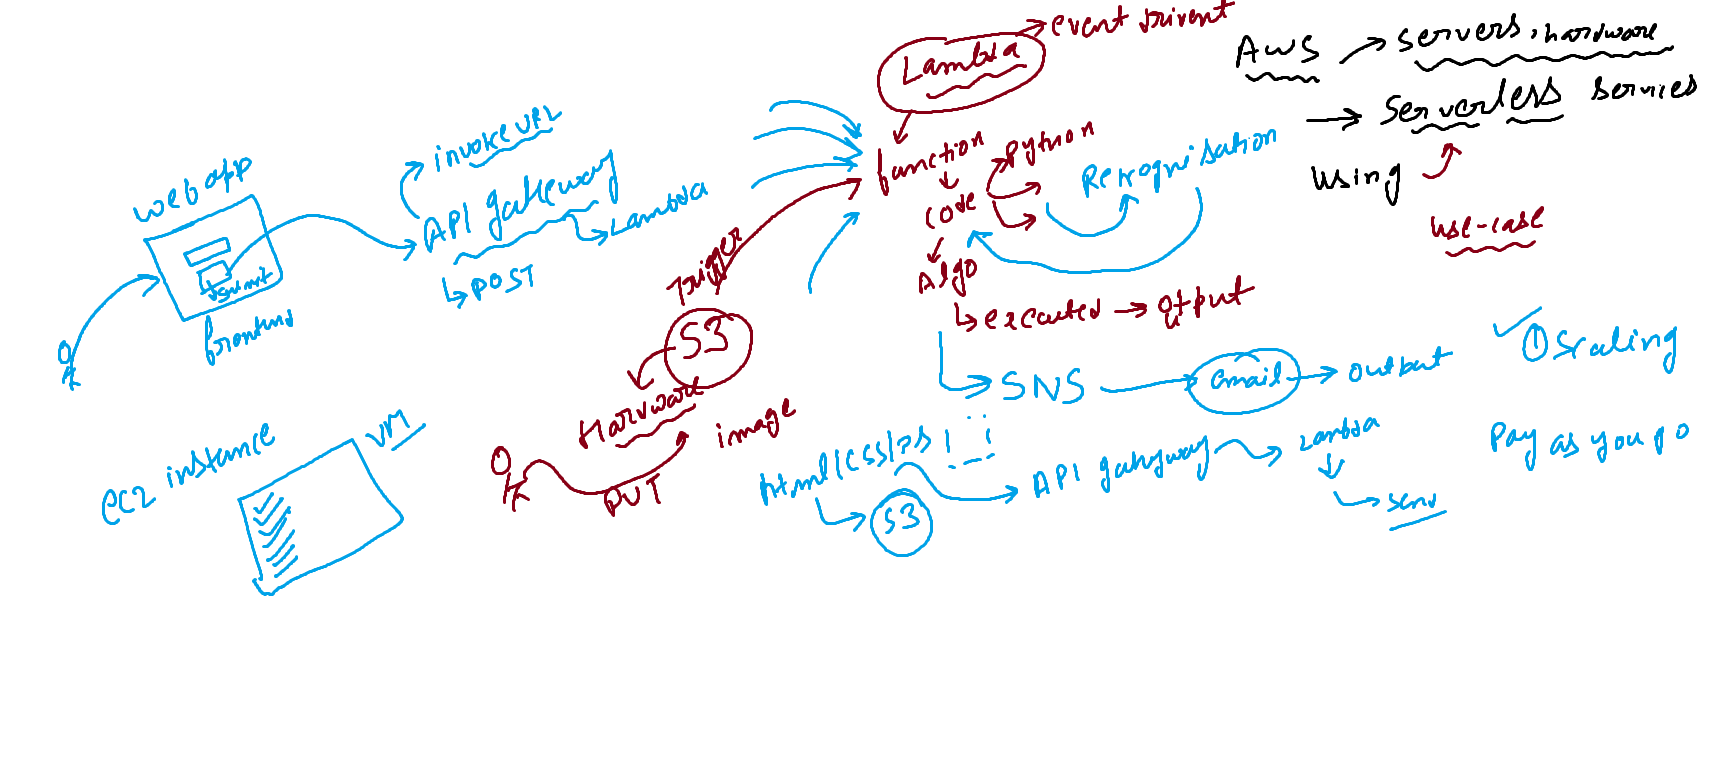 event drivent
Lambda
AWS → servers, hardware
→ serverless services
using
use-case
invoke URL
web app
API gateway
Lambda
POST
submit
frontend
function
Python
Rekognisation
code
Algo
executed → output
Trigger
S3
Hardware
image
PUT
SNS → email → output
① Scaling
Pay as you go
EC2 instance
VM
html/css/js
API gateway
Lambda
S3
send